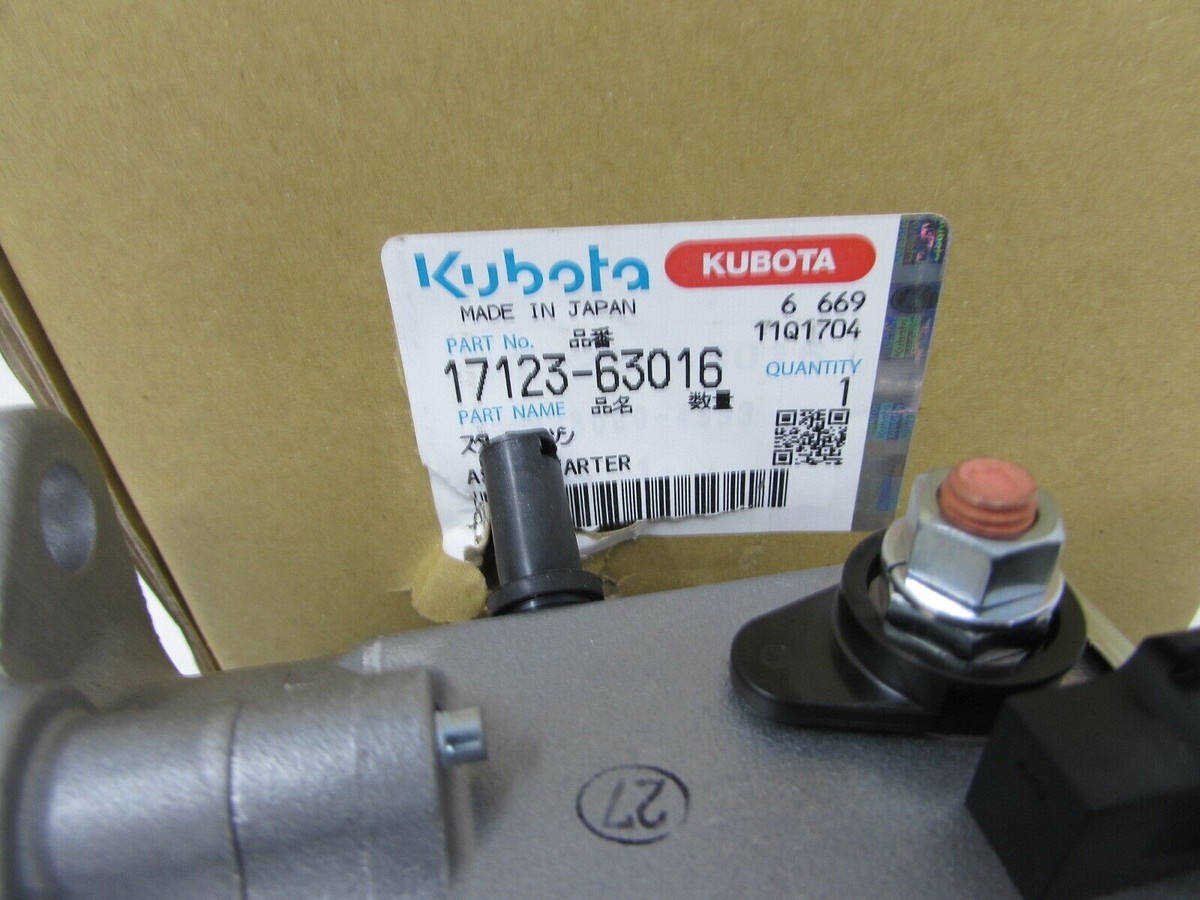 Kubota KUBOTA
MADE IN JAPAN 6 669
11Q1704
PART No. 品番
17123-63016
QUANTITY
1
PART NAME 品名 数量
ARTER
27